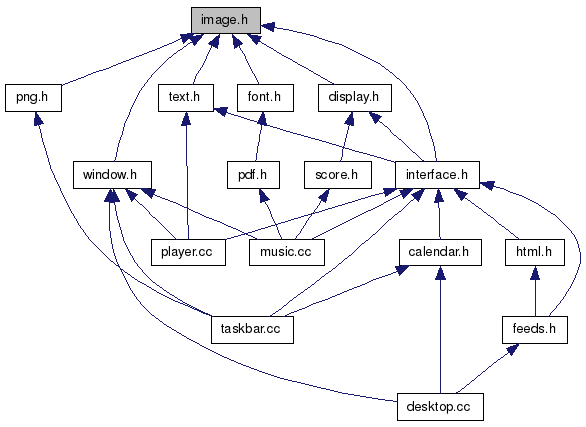 image.h
png.h
text.h
font.h
display.h
window.h
pdf.h
score.h
interface.h
player.cc
music.cc
calendar.h
html.h
taskbar.cc
feeds.h
desktop.cc